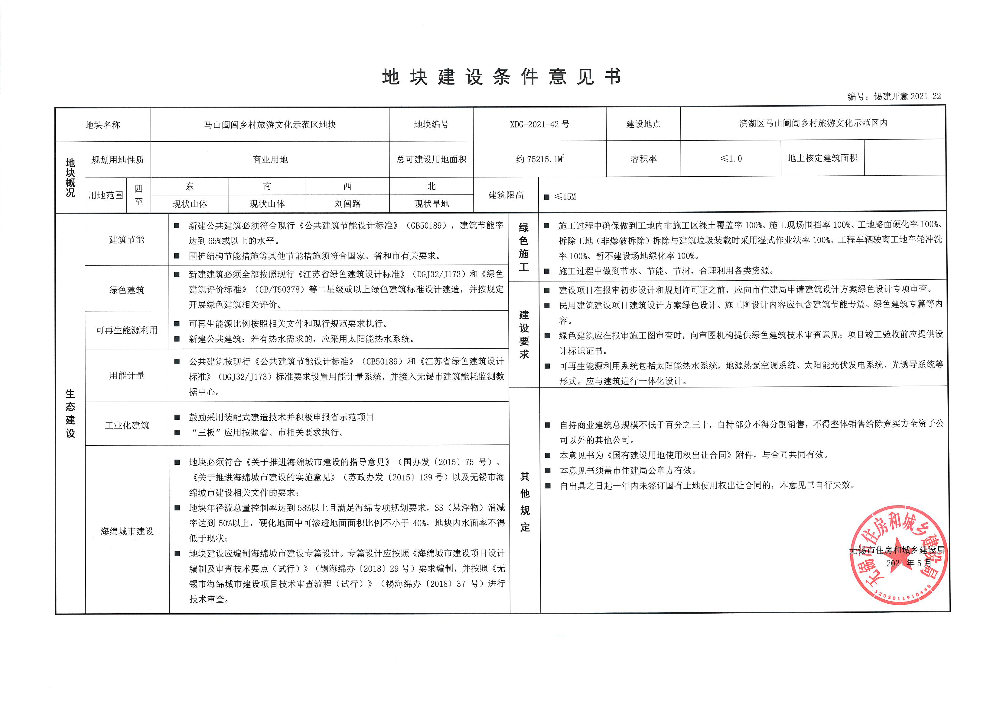 地块建设条件意见书
编号：锡建开意 2021-22
地块名称
马山阖闾乡村旅游文化示范区地块
地块编号
XDG-2021-42 号
建设地点
滨湖区马山阖闾乡村旅游文化示范区内
地块概况
规划用地性质
商业用地
总可建设用地面积
约 75215.1M²
容积率
≤1.0
地上核定建筑面积
用地范围
四至
东
南
西
北
现状山体
现状山体
刘闾路
现状旱地
建筑限高
■ ≤15M
生态建设
建筑节能
■ 新建公共建筑必须符合现行《公共建筑节能设计标准》（GB50189），建筑节能率
达到 65%或以上的水平。
■ 围护结构节能措施等其他节能措施须符合国家、省和市有关要求。
绿色建筑
■ 新建建筑必须全部按照现行《江苏省绿色建筑设计标准》（DGJ32/J173）和《绿色
建筑评价标准》（GB/T50378）等二星级或以上绿色建筑标准设计建造，并按规定
开展绿色建筑相关评价。
可再生能源利用
■ 可再生能源比例按照相关文件和现行规范要求执行。
■ 新建公共建筑：若有热水需求的，应采用太阳能热水系统。
用能计量
■ 公共建筑按现行《公共建筑节能设计标准》（GB50189）和《江苏省绿色建筑设计
标准》（DGJ32/J173）标准要求设置用能计量系统，并接入无锡市建筑能耗监测数
据中心。
工业化建筑
■ 鼓励采用装配式建造技术并积极申报省示范项目
■ “三板”应用按照省、市相关要求执行。
海绵城市建设
■ 地块必须符合《关于推进海绵城市建设的指导意见》（国办发〔2015〕75 号）、
《关于推进海绵城市建设的实施意见》（苏政办发〔2015〕139 号）以及无锡市海
绵城市建设相关文件的要求；
■ 地块年径流总量控制率达到 58%以上且满足海绵专项规划要求，SS（悬浮物）消减
率达到 50%以上，硬化地面中可渗透地面面积比例不小于 40%，地块内水面率不得
低于现状；
■ 地块建设应编制海绵城市建设专篇设计。专篇设计应按照《海绵城市建设项目设计
编制及审查技术要点（试行）》（锡海绵办〔2018〕29 号）要求编制，并按照《无
锡市海绵城市建设项目技术审查流程（试行）》（锡海绵办〔2018〕37 号）进行
技术审查。
绿色施工
■ 施工过程中确保做到工地内非施工区裸土覆盖率 100%、施工现场围挡率 100%、工地路面硬化率 100%、
拆除工地（非爆破拆除）拆除与建筑垃圾装载时采用湿式作业法率 100%、工程车辆驶离工地车轮冲洗
率 100%、暂不建设场地绿化率 100%。
■ 施工过程中做到节水、节能、节材，合理利用各类资源。
建设要求
■ 建设项目在报审初步设计和规划许可证之前，应向市住建局申请建筑设计方案绿色设计专项审查。
■ 民用建筑建设项目建筑设计方案绿色设计、施工图设计内容应包含建筑节能专篇、绿色建筑专篇等内
容。
■ 绿色建筑应在报审施工图审查时，向审图机构提供绿色建筑技术审查意见；项目竣工验收前应提供设
计标识证书。
■ 可再生能源利用系统包括太阳能热水系统，地源热泵空调系统、太阳能光伏发电系统、光诱导系统等
形式。应与建筑进行一体化设计。
其他规定
■ 自持商业建筑总规模不低于百分之三十，自持部分不得分割销售，不得整体销售给除竞买方全资子公
司以外的其他公司。
■ 本意见书为《国有建设用地使用权出让合同》附件，与合同共同有效。
■ 本意见书须盖市住建局公章方有效。
■ 自出具之日起一年内未签订国有土地使用权出让合同的，本意见书自行失效。
无锡市住房和城乡建设局
2021 年 5 月
无锡市住房和城乡建设局
3202011910448